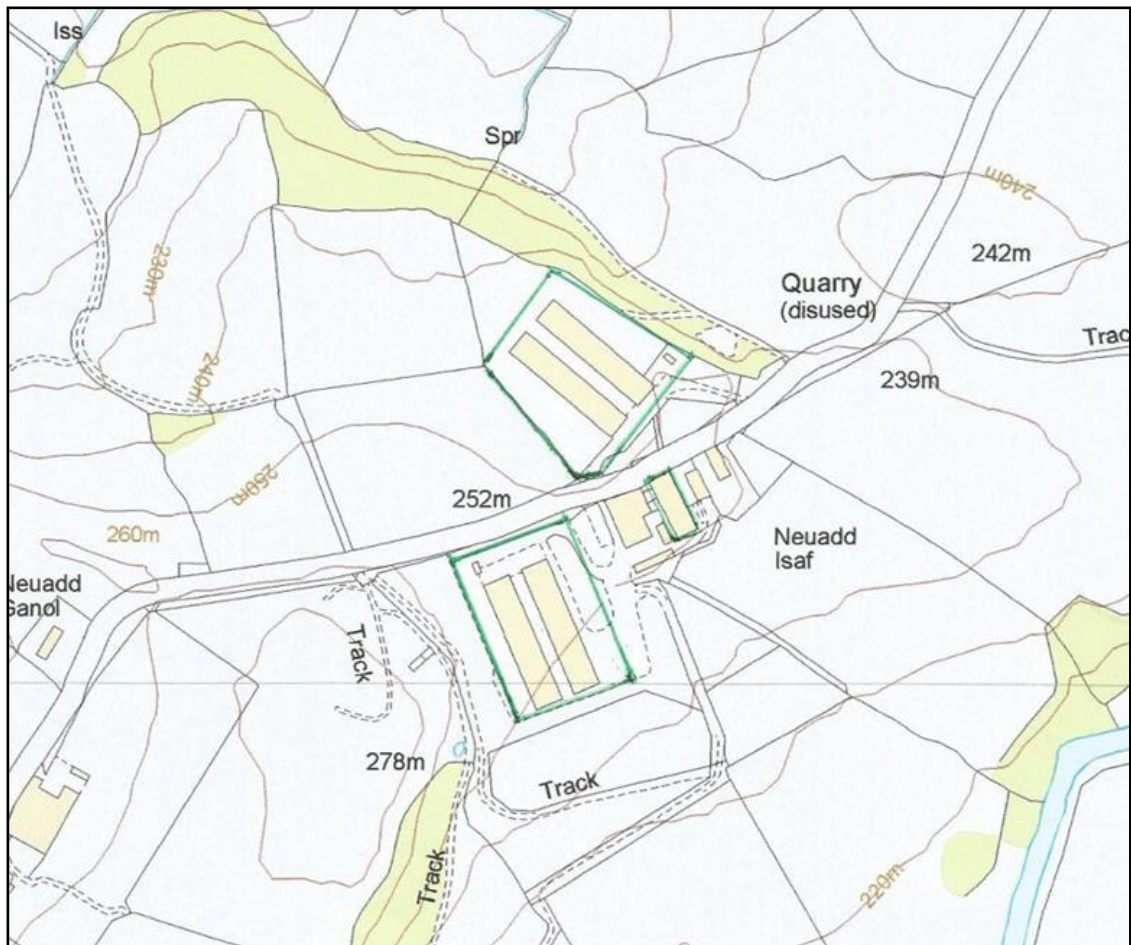 Iss
Spr
240m
242m
230m
Quarry
(disused)
Trac
240m
239m
250m
252m
260m
Neuadd
Isaf
Neuadd
Ganol
Track
278m
Track
Track
220m